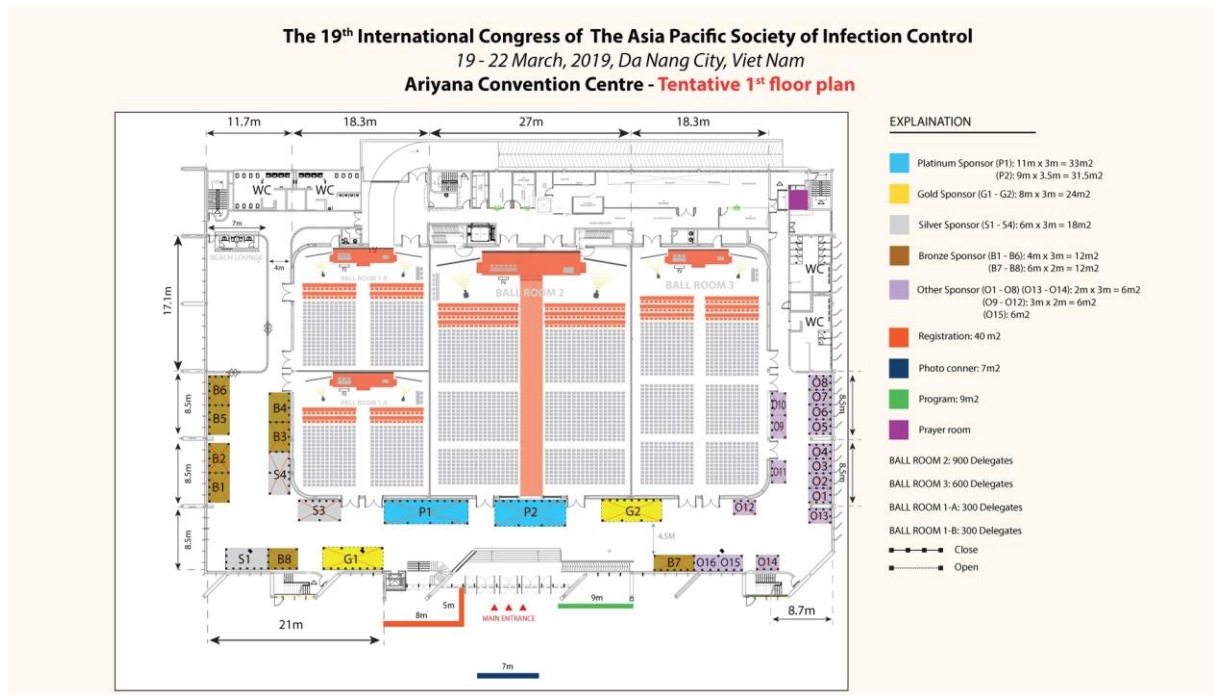 The 19th International Congress of The Asia Pacific Society of Infection Control
19 - 22 March, 2019, Da Nang City, Viet Nam
Ariyana Convention Centre - Tentative 1st floor plan
11.7m
18.3m
27m
18.3m
WC
WC
7m
BEACH LOUNGE
4m
17.1m
TV
BALL ROOM 1-B
BALL ROOM 2
BALL ROOM 3
WC
WC
BALL ROOM 1-A
8.5m
8.5m
8.5m
B6
B5
B4
B3
B2
B1
S4
S3
P1
P2
G2
O12
O10
O9
O11
O8
O7
O6
O5
O4
O3
O2
O1
O13
8.5m
8.5m
4.5M
S1
B8
G1
B7
O16
O15
O14
5m
8m
MAIN ENTRANCE
9m
8.7m
21m
7m
EXPLAINATION
Platinum Sponsor (P1): 11m x 3m = 33m2
(P2): 9m x 3.5m = 31.5m2
Gold Sponsor (G1 - G2): 8m x 3m = 24m2
Silver Sponsor (S1 - S4): 6m x 3m = 18m2
Bronze Sponsor (B1 - B6): 4m x 3m = 12m2
(B7 - B8): 6m x 2m = 12m2
Other Sponsor (O1 - O8) (O13 - O14): 2m x 3m = 6m2
(O9 - O12): 3m x 2m = 6m2
(O15): 6m2
Registration: 40 m2
Photo conner: 7m2
Program: 9m2
Prayer room
BALL ROOM 2: 900 Delegates
BALL ROOM 3: 600 Delegates
BALL ROOM 1-A: 300 Delegates
BALL ROOM 1-B: 300 Delegates
Close
Open